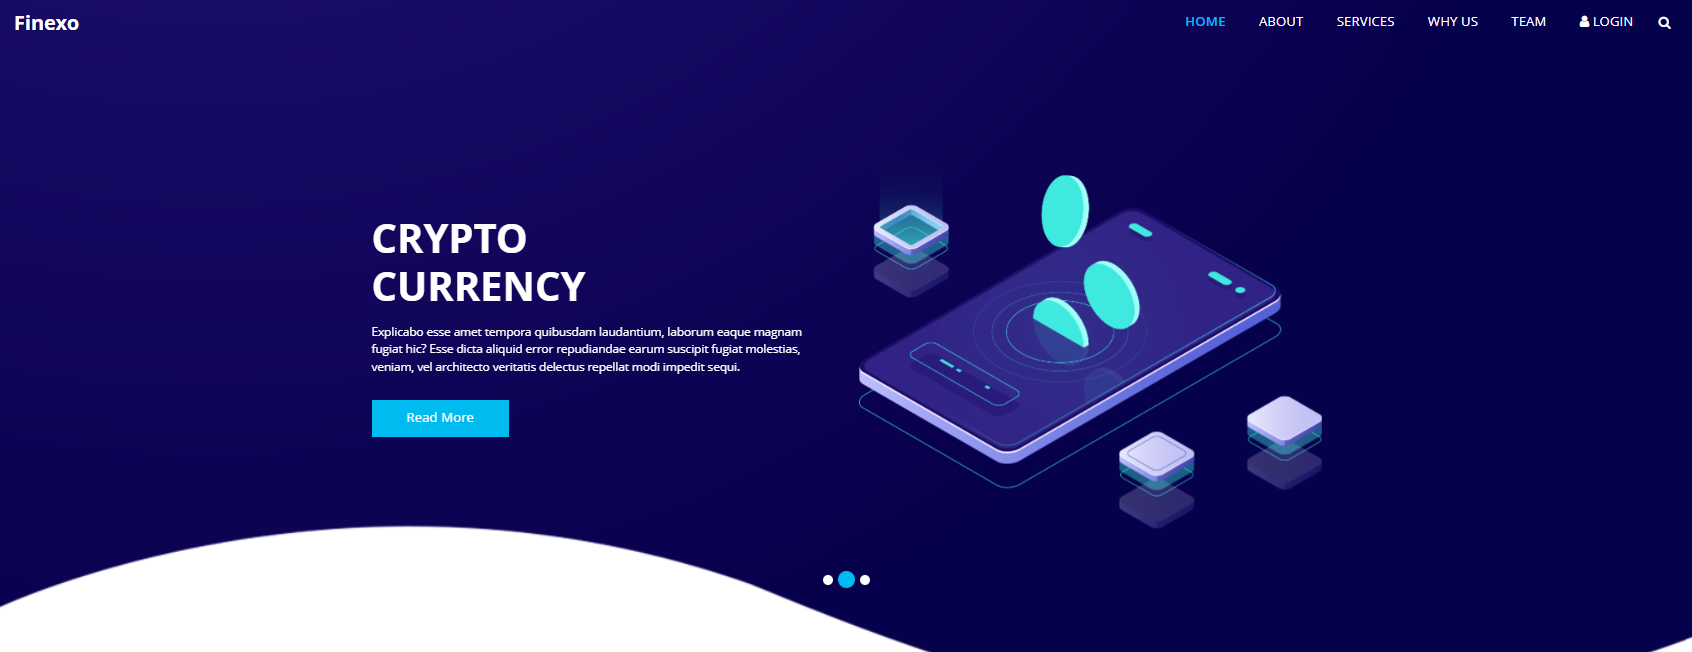 Finexo
HOME ABOUT SERVICES WHY US TEAM LOGIN
CRYPTO
CURRENCY
Explicabo esse amet tempora quibusdam laudantium, laborum eaque magnam
fugiat hic? Esse dicta aliquid error repudiandae earum suscipit fugiat molestias,
veniam, vel architecto veritatis delectus repellat modi impedit sequi.
Read More